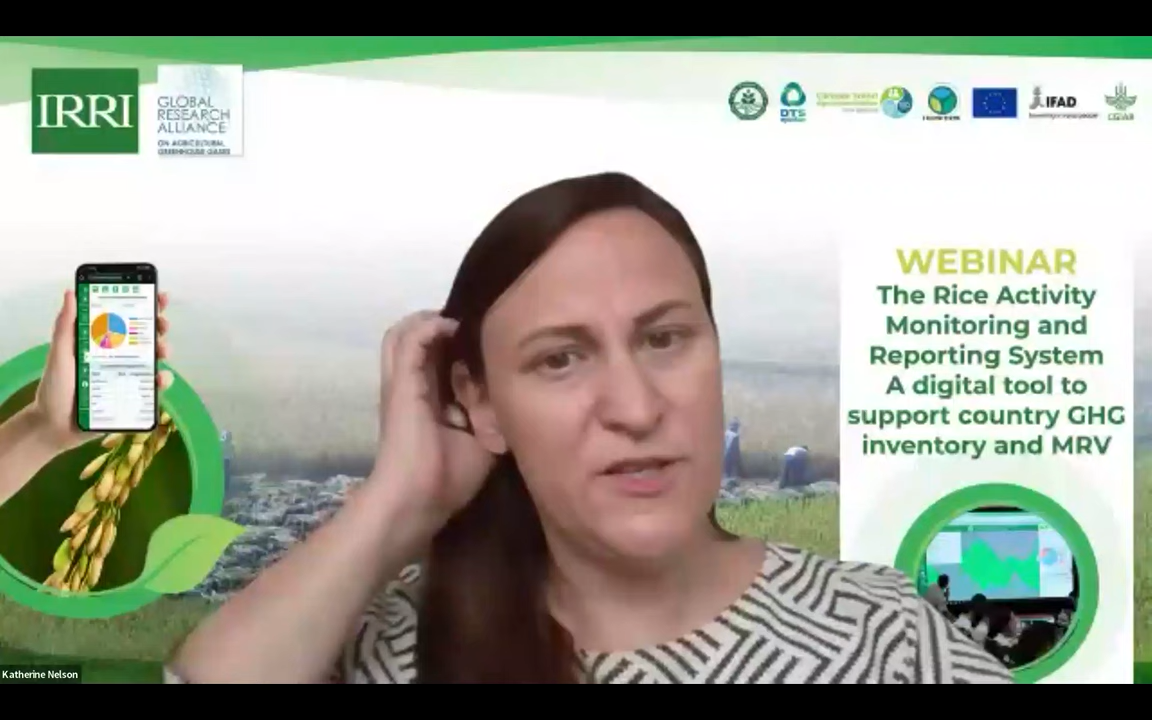 IRRI
GLOBAL
RESEARCH
ALLIANCE
ON AGRICULTURAL
GREENHOUSE GASES
IFAD
CGIAR
WEBINAR
The Rice Activity
Monitoring and
Reporting System
A digital tool to
support country GHG
inventory and MRV
Katherine Nelson